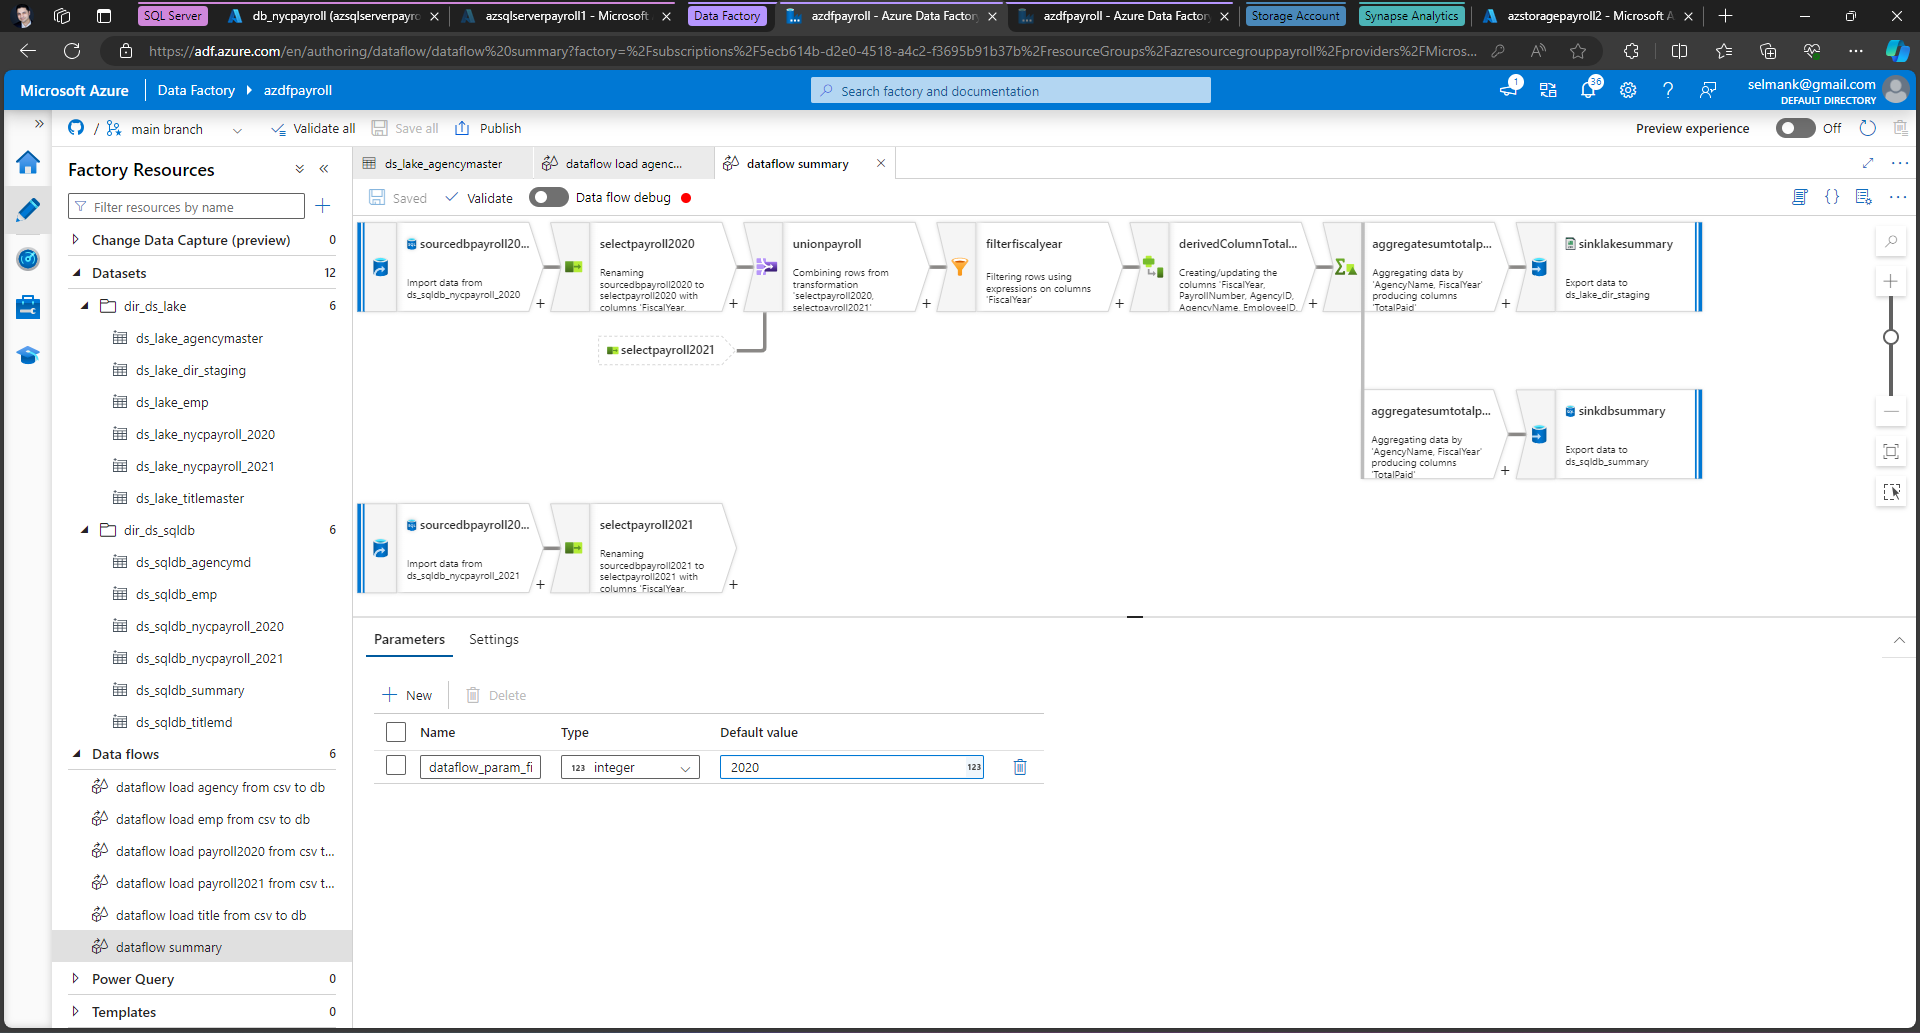 SQL Server
db_nycpayroll (azsqlserverpayro
azsqlserverpayroll1 - Microsoft
Data Factory
azdfpayroll - Azure Data Factory
azdfpayroll - Azure Data Factory
Storage Account
Synapse Analytics
azstoragepayroll2 - Microsoft A
https://adf.azure.com/en/authoring/dataflow/dataflow%20summary?factory=%2Fsubscriptions%2F5ecb614b-d2e0-4518-a4c2-f3695b91b37b%2FresourceGroups%2Fazresourcegrouppayroll%2Fproviders%2FMicros...
Microsoft Azure
Data Factory
azdfpayroll
Search factory and documentation
1
36
selmank@gmail.com
DEFAULT DIRECTORY
/ main branch
Validate all
Save all
Publish
Preview experience
Off
Factory Resources
Filter resources by name
Change Data Capture (preview) 0
Datasets 12
dir_ds_lake 6
ds_lake_agencymaster
ds_lake_dir_staging
ds_lake_emp
ds_lake_nycpayroll_2020
ds_lake_nycpayroll_2021
ds_lake_titlemaster
dir_ds_sqldb 6
ds_sqldb_agencymd
ds_sqldb_emp
ds_sqldb_nycpayroll_2020
ds_sqldb_nycpayroll_2021
ds_sqldb_summary
ds_sqldb_titlemd
Data flows 6
dataflow load agency from csv to db
dataflow load emp from csv to db
dataflow load payroll2020 from csv t...
dataflow load payroll2021 from csv t...
dataflow load title from csv to db
dataflow summary
Power Query 0
Templates 0
ds_lake_agencymaster
dataflow load agenc...
dataflow summary
Saved
Validate
Data flow debug
sourcedbpayroll20...
Import data from
ds_sqldb_nycpayroll_2020
selectpayroll2020
Renaming
sourcedbpayroll2020 to
selectpayroll2020 with
columns 'FiscalYear,
unionpayroll
Combining rows from
transformation
'selectpayroll2020,
selectpayroll2021'
filterfiscalyear
Filtering rows using
expressions on columns
'FiscalYear'
derivedColumnTotal...
Creating/updating the
columns 'FiscalYear,
PayrollNumber, AgencyID,
AgencyName, EmployeeID,
aggregatesumtotalp...
Aggregating data by
'AgencyName, FiscalYear'
producing columns
'TotalPaid'
sinklakesummary
Export data to
ds_lake_dir_staging
selectpayroll2021
aggregatesumtotalp...
Aggregating data by
'AgencyName, FiscalYear'
producing columns
'TotalPaid'
sinkdbsummary
Export data to
ds_sqldb_summary
sourcedbpayroll20...
Import data from
ds_sqldb_nycpayroll_2021
selectpayroll2021
Renaming
sourcedbpayroll2021 to
selectpayroll2021 with
columns 'FiscalYear,
Parameters
Settings
New
Delete
Name
Type
Default value
dataflow_param_fi
123 integer
2020
123